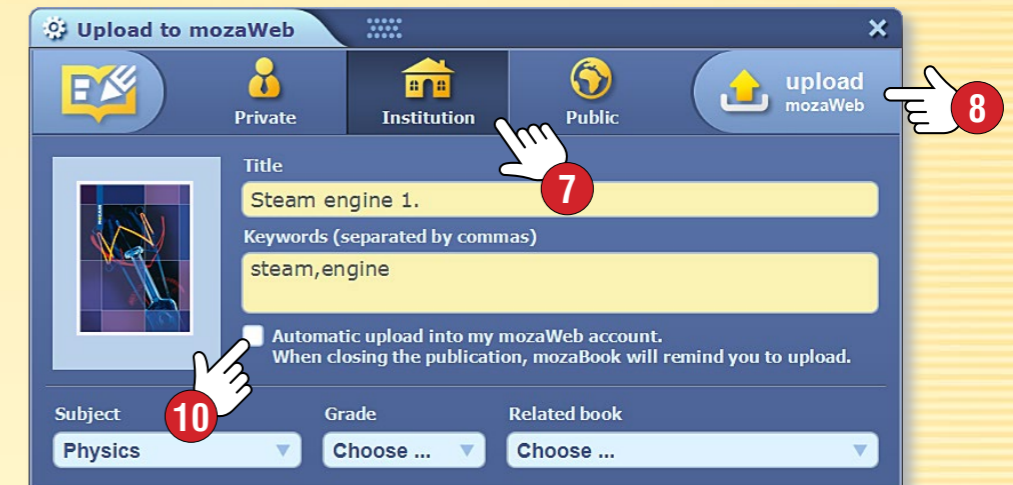 Upload to mozaWeb
Private
Institution
Public
upload
mozaWeb
8
7
Title
Steam engine 1.
Keywords (separated by commas)
steam,engine
Automatic upload into my mozaWeb account.
When closing the publication, mozaBook will remind you to upload.
10
Subject
Grade
Related book
Physics
Choose ...
Choose ...